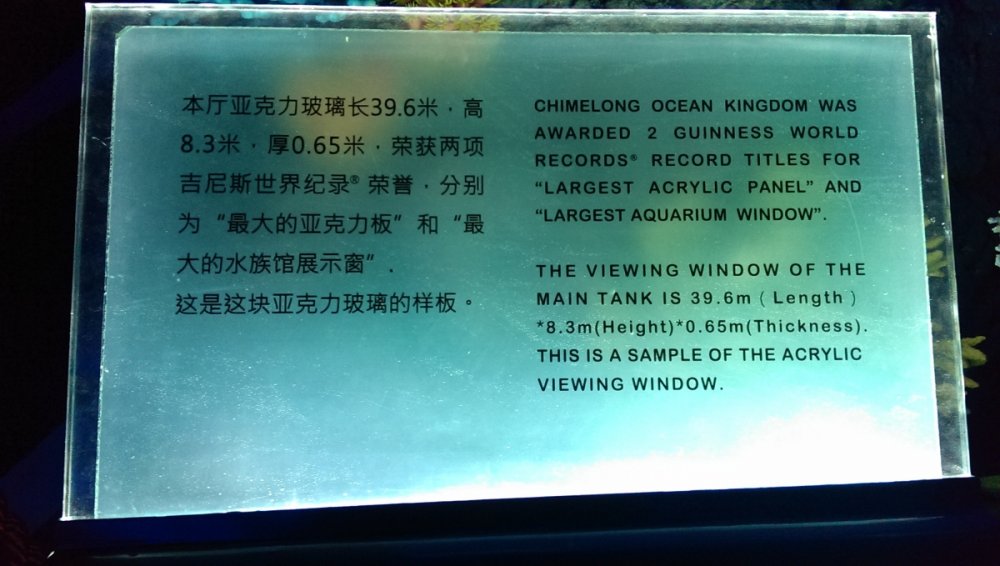 本厅亚克力玻璃长39.6米，高
8.3米，厚0.65米，荣获两项
吉尼斯世界纪录®荣誉，分别
为“最大的亚克力板”和“最
大的水族馆展示窗”.
这是这块亚克力玻璃的样板。
CHIMELONG OCEAN KINGDOM WAS
AWARDED 2 GUINNESS WORLD
RECORDS® RECORD TITLES FOR
“LARGEST ACRYLIC PANEL” AND
“LARGEST AQUARIUM WINDOW”.
THE VIEWING WINDOW OF THE
MAIN TANK IS 39.6m（Length）
*8.3m(Height)*0.65m(Thickness).
THIS IS A SAMPLE OF THE ACRYLIC
VIEWING WINDOW.